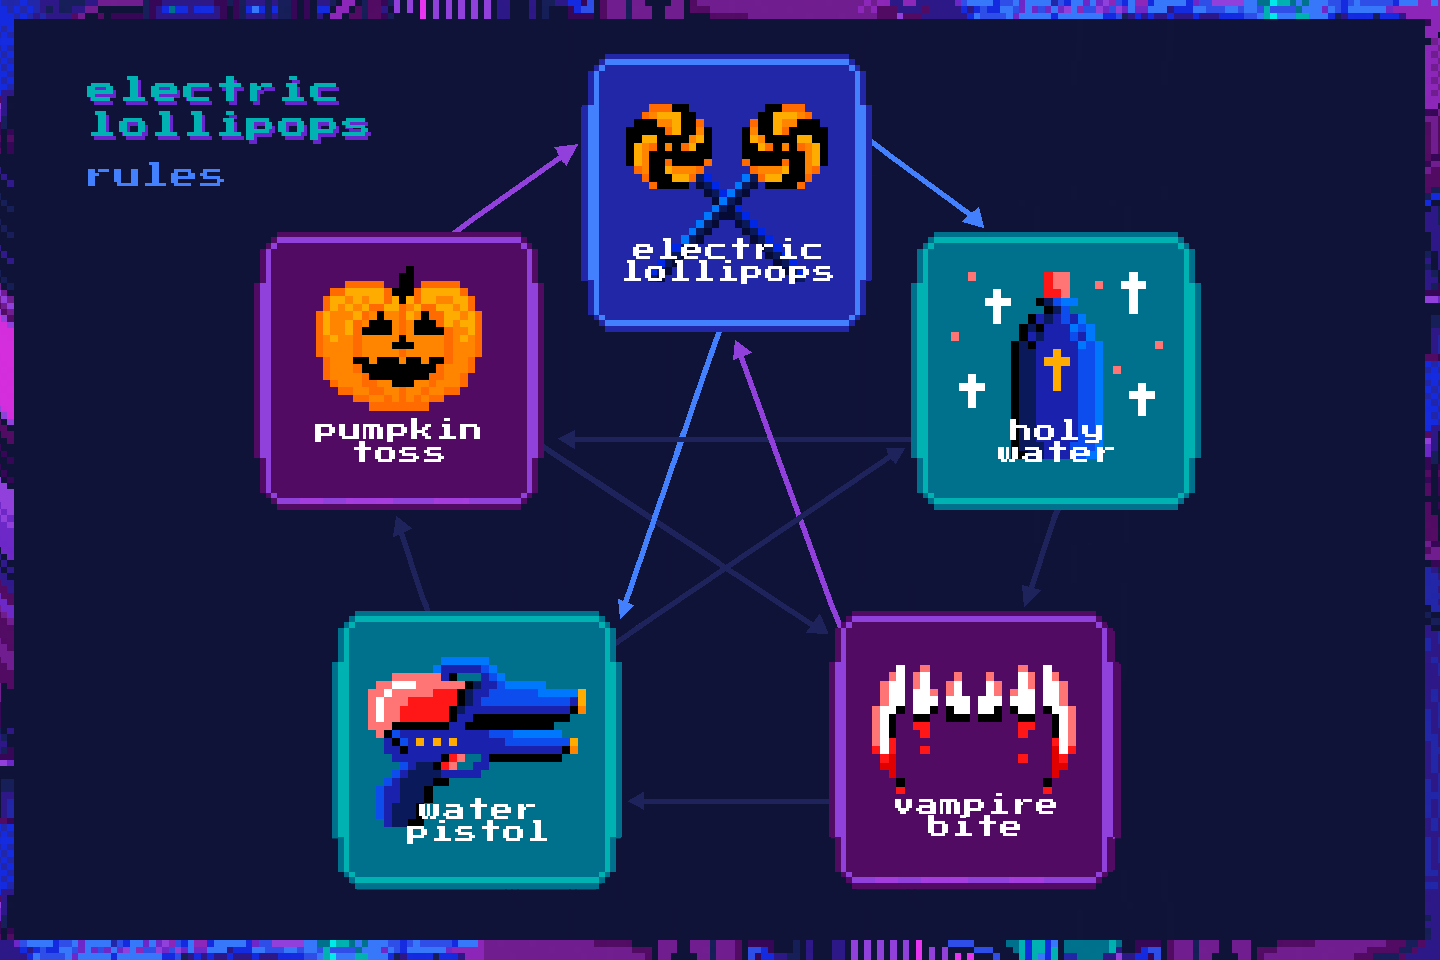 electric
lollipops
rules
electric
lollipops
pumpkin
toss
holy
water
water
pistol
vampire
bite